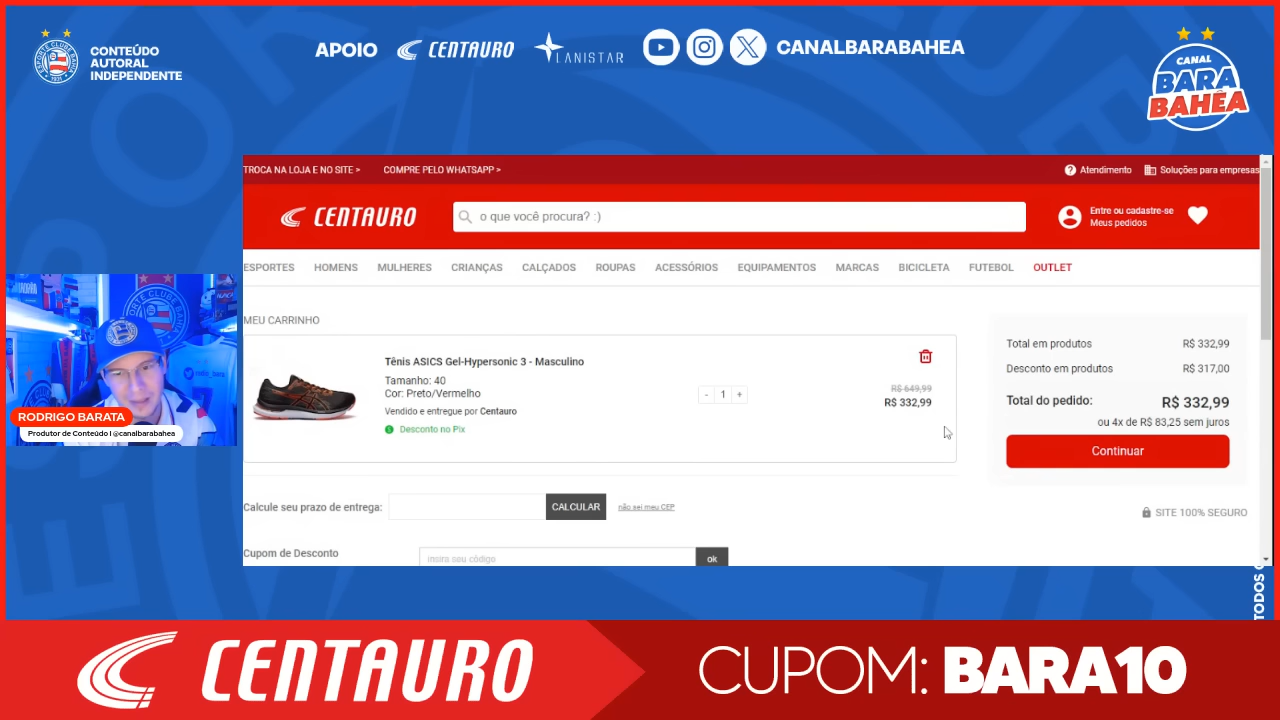 CONTEÚDO
AUTORAL
INDEPENDENTE
APOIO
CENTAURO
LANISTAR
CANALBARABAHEA
CANAL
BARA
BAHÊA
TROCA NA LOJA E NO SITE >
COMPRE PELO WHATSAPP >
Atendimento
Soluções para empresas
CENTAURO
o que você procura? :)
Entre ou cadastre-se
Meus pedidos
ESPORTES
HOMENS
MULHERES
CRIANÇAS
CALÇADOS
ROUPAS
ACESSÓRIOS
EQUIPAMENTOS
MARCAS
BICICLETA
FUTEBOL
OUTLET
MEU CARRINHO
Tênis ASICS Gel-Hypersonic 3 - Masculino
Tamanho: 40
Cor: Preto/Vermelho
Vendido e entregue por Centauro
Desconto no Pix
- 1 +
R$ 649,99
R$ 332,99
Total em produtos R$ 332,99
Desconto em produtos R$ 317,00
Total do pedido: R$ 332,99
ou 4x de R$ 83,25 sem juros
Continuar
SITE 100% SEGURO
Calcule seu prazo de entrega:
CALCULAR
não sei meu CEP
Cupom de Desconto
insira seu código
ok
RODRIGO BARATA
Produtor de Conteúdo | @canalbarabahea
TODOS
CENTAURO
CUPOM: BARA10